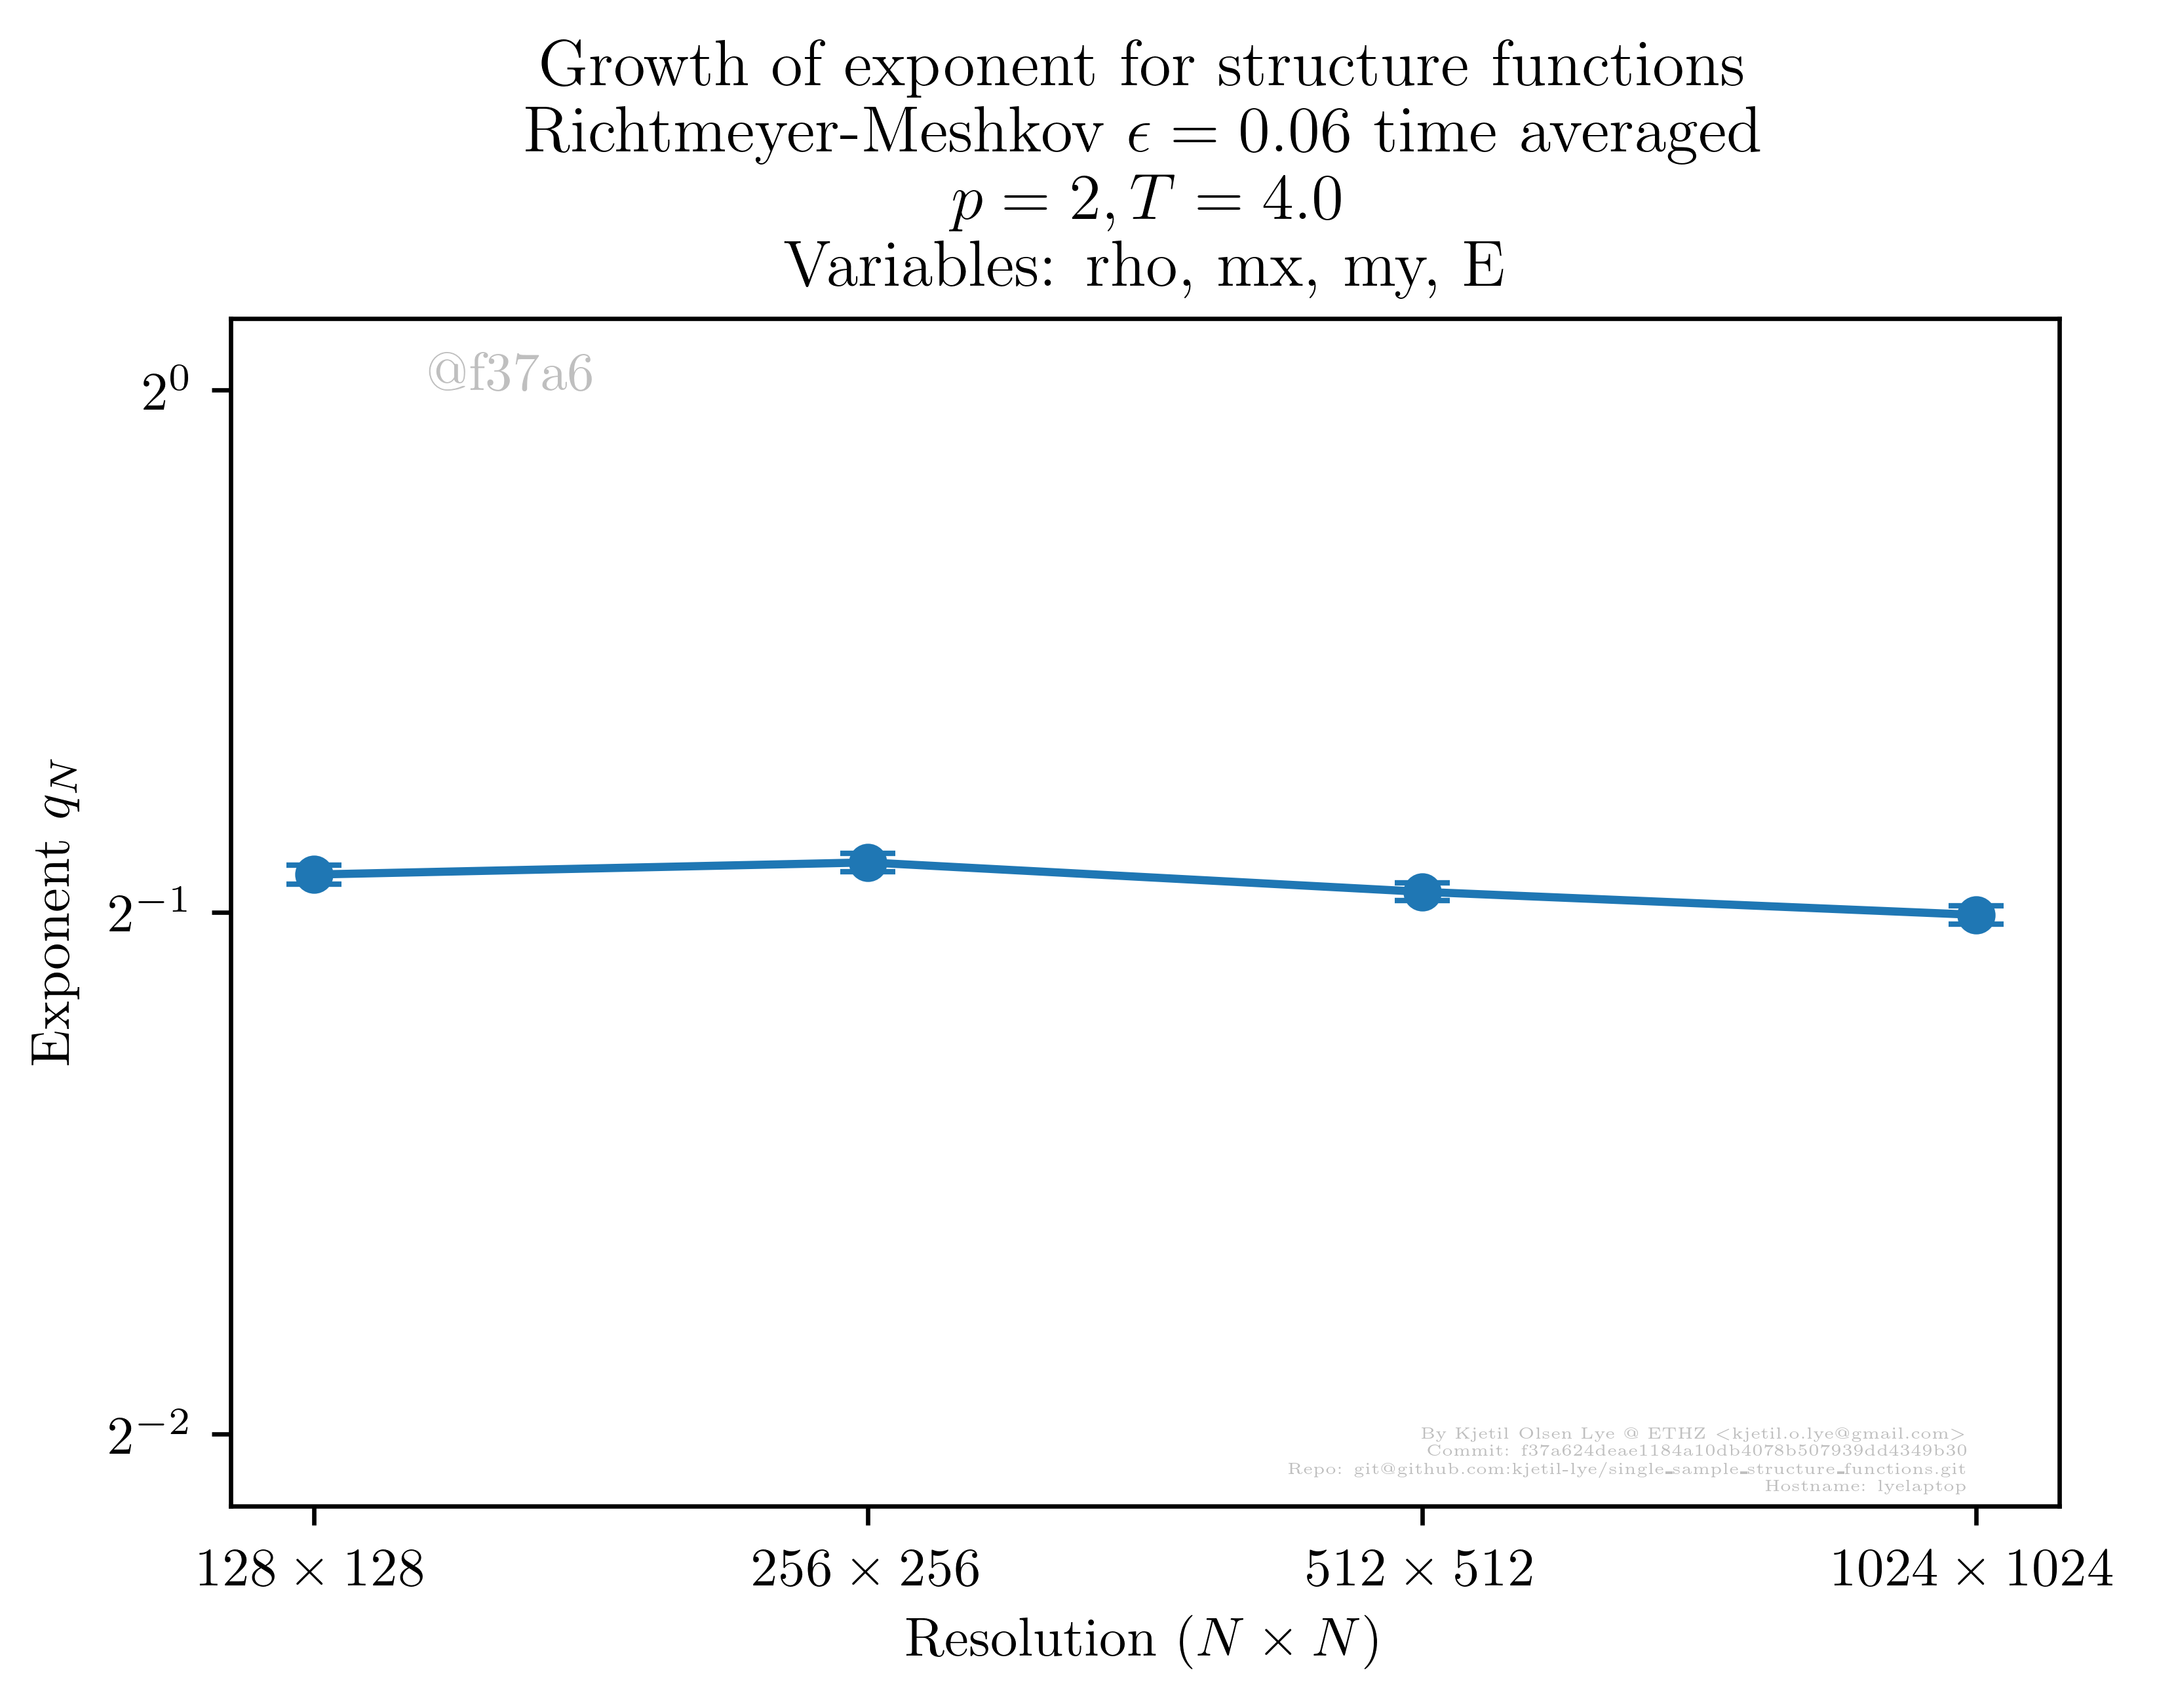 Growth of exponent for structure functions
Richtmeyer-Meshkov ϵ = 0.06 time averaged
p = 2, T = 4.0
Variables: rho, mx, my, E
@f37a6
2⁰
2⁻¹
2⁻²
Exponent q_N
By Kjetil Olsen Lye @ ETHZ <kjetil.o.lye@gmail.com>
Commit: f37a624deae1184a10db4078b507939dd4349b30
Repo: git@github.com:kjetil-lye/single_sample_structure_functions.git
Hostname: lyelaptop
128 × 128
256 × 256
512 × 512
1024 × 1024
Resolution (N × N)